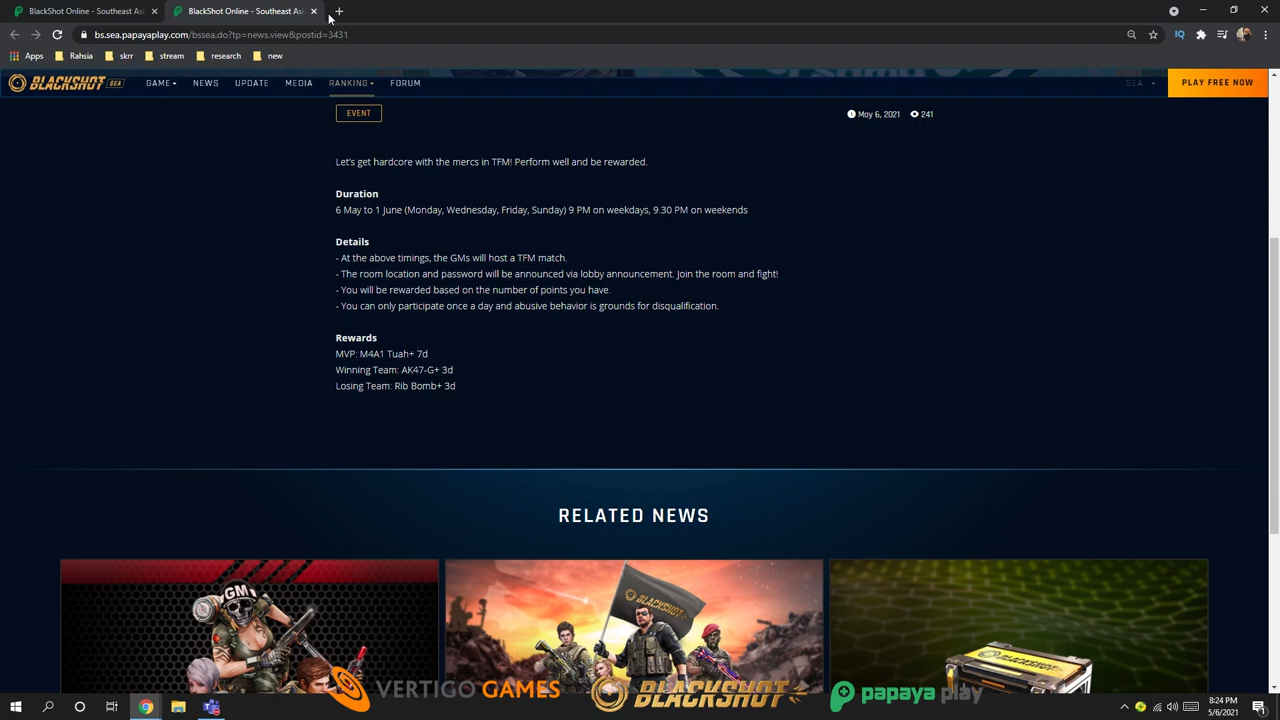 BlackShot Online - Southeast Asi
BlackShot Online - Southeast Asi
bs.sea.papayaplay.com/bssea.do?tp=news.view&postid=3431
Apps Rahsia skrr stream research new
BLACKSHOT SEA GAME NEWS UPDATE MEDIA RANKING FORUM SEA PLAY FREE NOW
EVENT May 6, 2021 241
Let's get hardcore with the mercs in TFM! Perform well and be rewarded.
Duration
6 May to 1 June (Monday, Wednesday, Friday, Sunday) 9 PM on weekdays, 9.30 PM on weekends
Details
- At the above timings, the GMs will host a TFM match.
- The room location and password will be announced via lobby announcement. Join the room and fight!
- You will be rewarded based on the number of points you have.
- You can only participate once a day and abusive behavior is grounds for disqualification.
Rewards
MVP: M4A1 Tuah+ 7d
Winning Team: AK47-G+ 3d
Losing Team: Rib Bomb+ 3d
RELATED NEWS
GM
BLACKSHOT
BLACKSHOT
VERTIGO GAMES BLACKSHOT papaya play
8:24 PM
5/6/2021